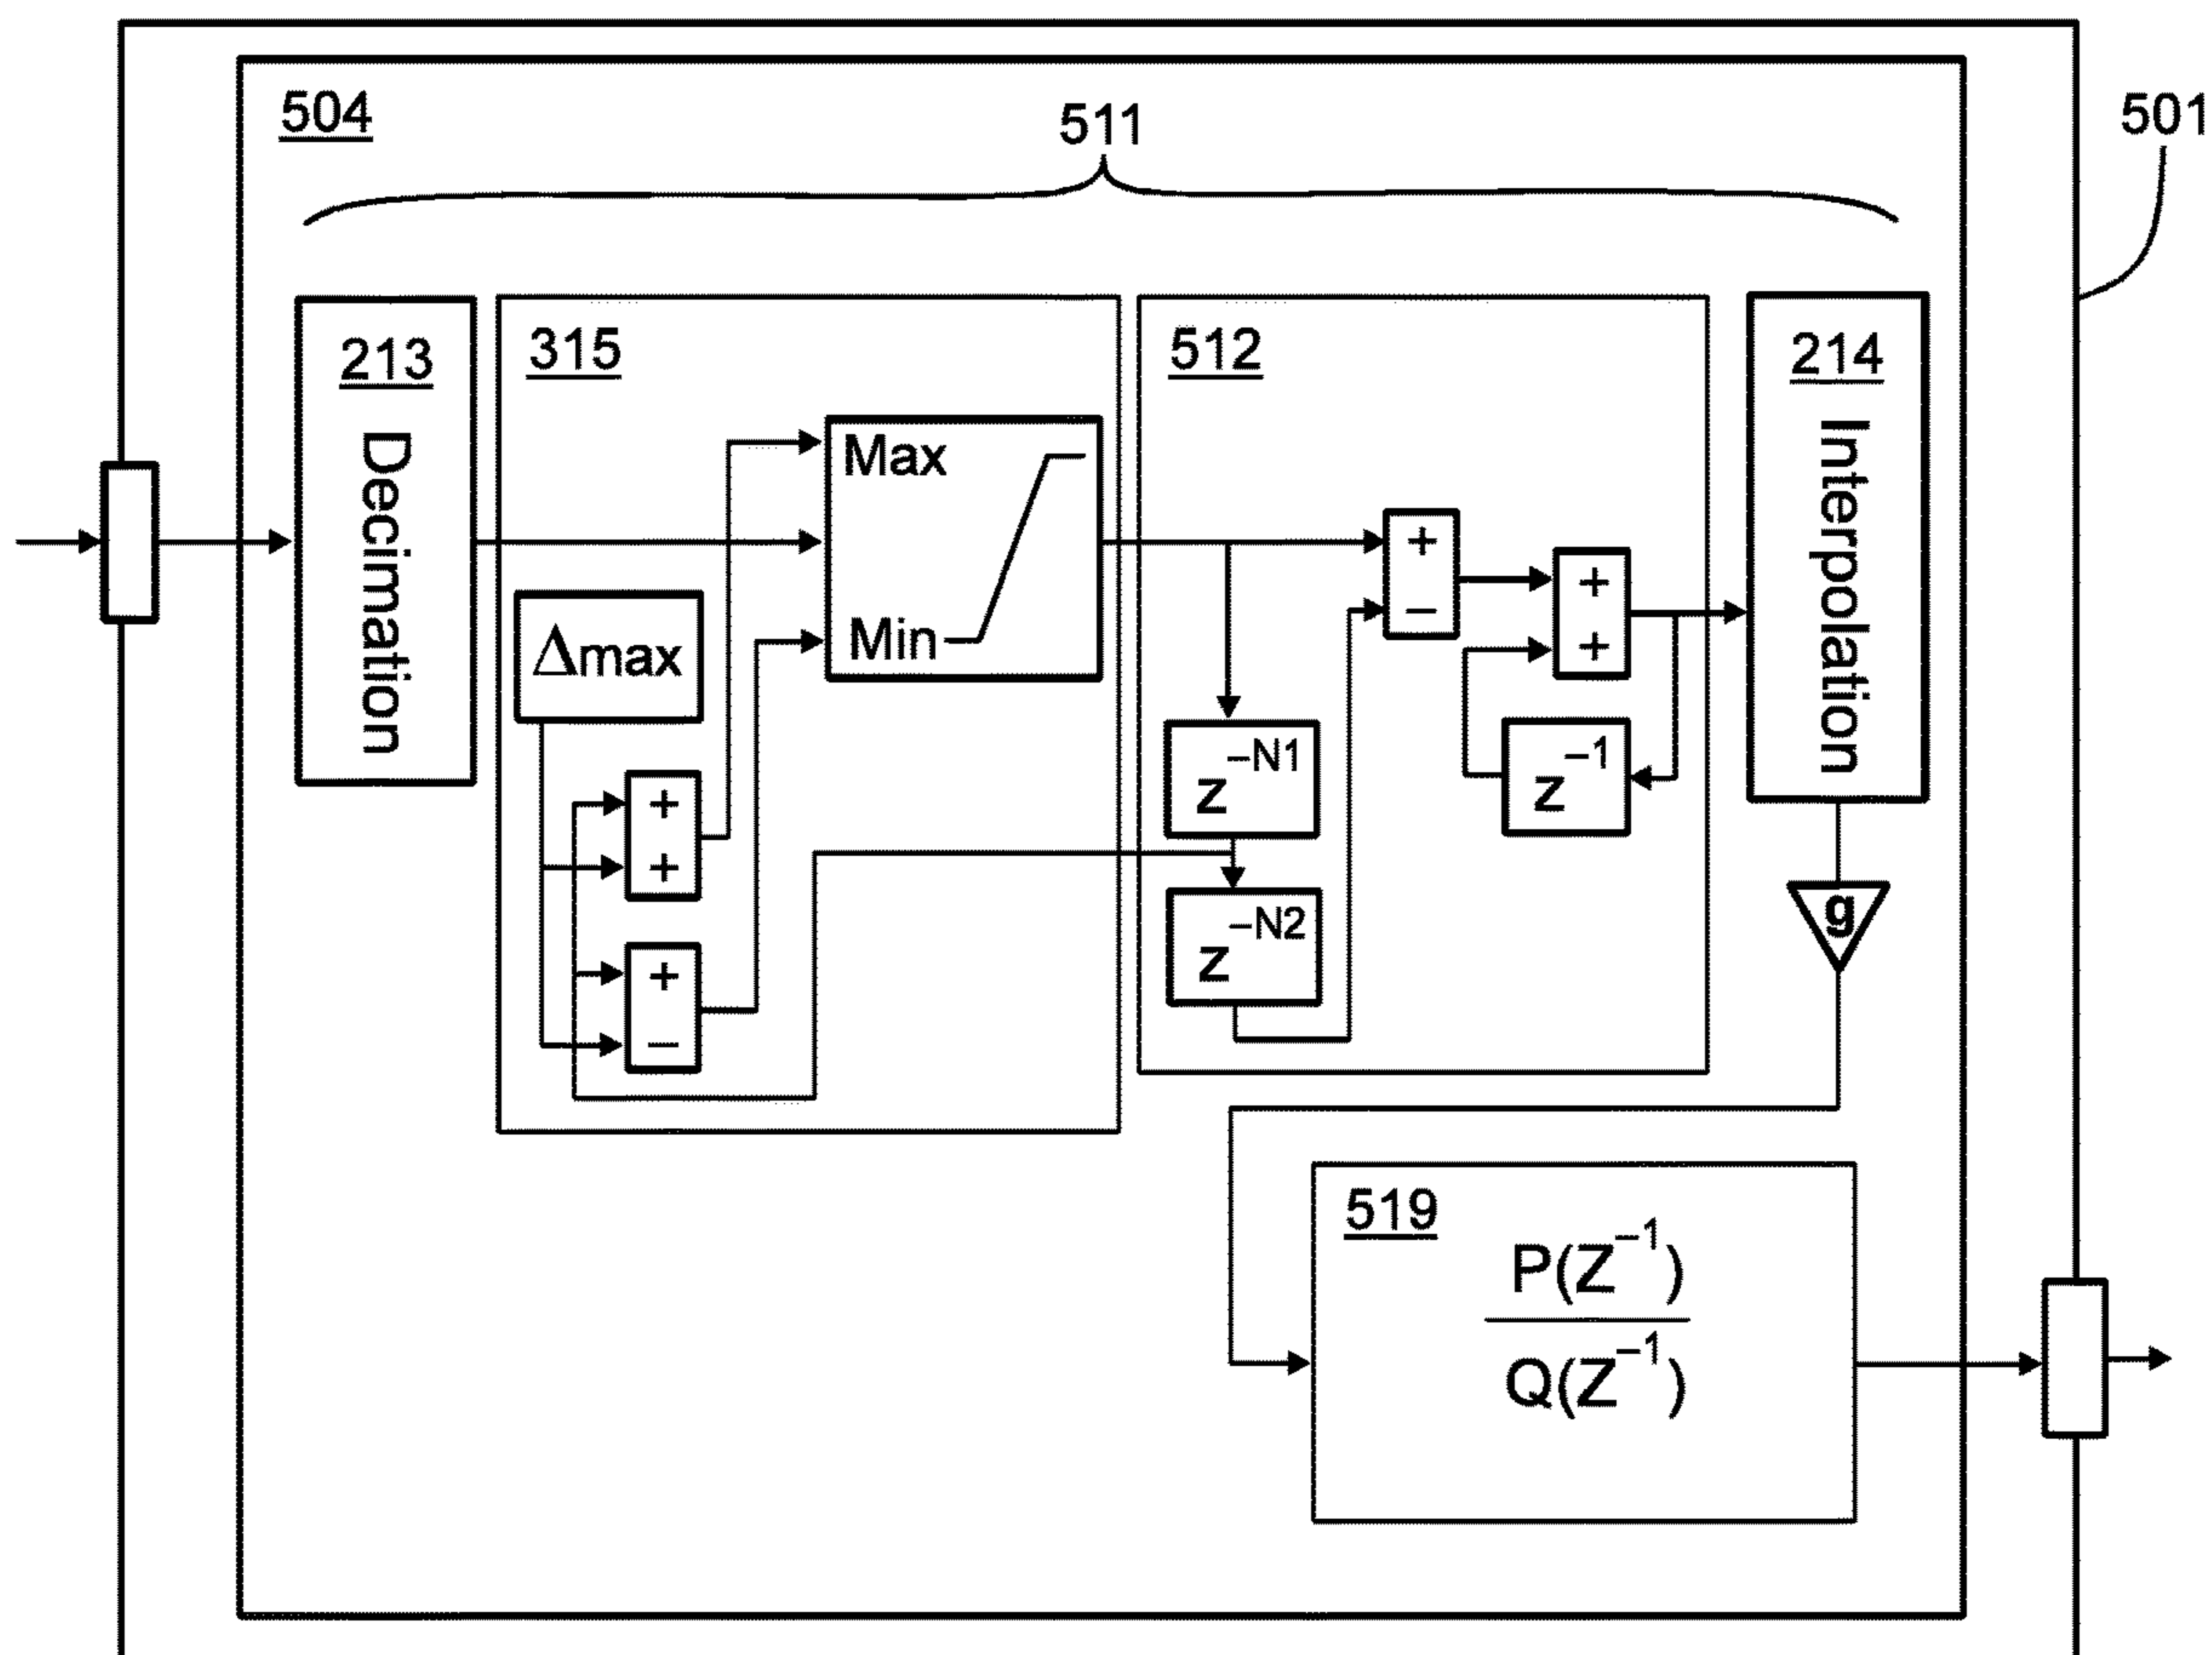 504
511
501
213
Decimation
315
Max
Min
Δmax
+
+
+
−
512
+
−
+
+
z⁻ᴺ¹
z⁻¹
z⁻ᴺ²
214
Interpolation
g
519
P(Z⁻¹)
Q(Z⁻¹)